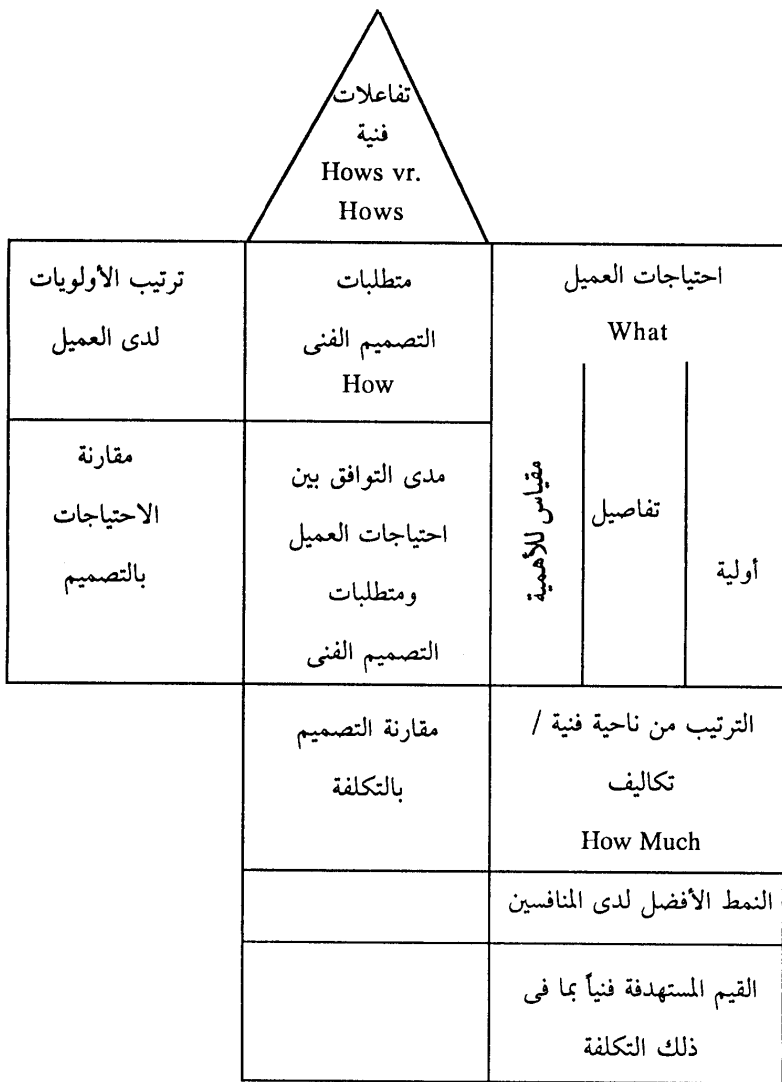 تفاعلات
فنية
Hows vr.
Hows
احتياجات العميل
What
أولية
تفاصيل
مقياس للأهمية
متطلبات
التصميم الفنى
How
ترتيب الأولويات
لدى العميل
مدى التوافق بين
احتياجات العميل
ومتطلبات
التصميم الفنى
مقارنة
الاحتياجات
بالتصميم
الترتيب من ناحية فنية /
تكاليف
How Much
مقارنة التصميم
بالتكلفة
النمط الأفضل لدى المنافسين
القيم المستهدفة فنياً بما فى
ذلك التكلفة